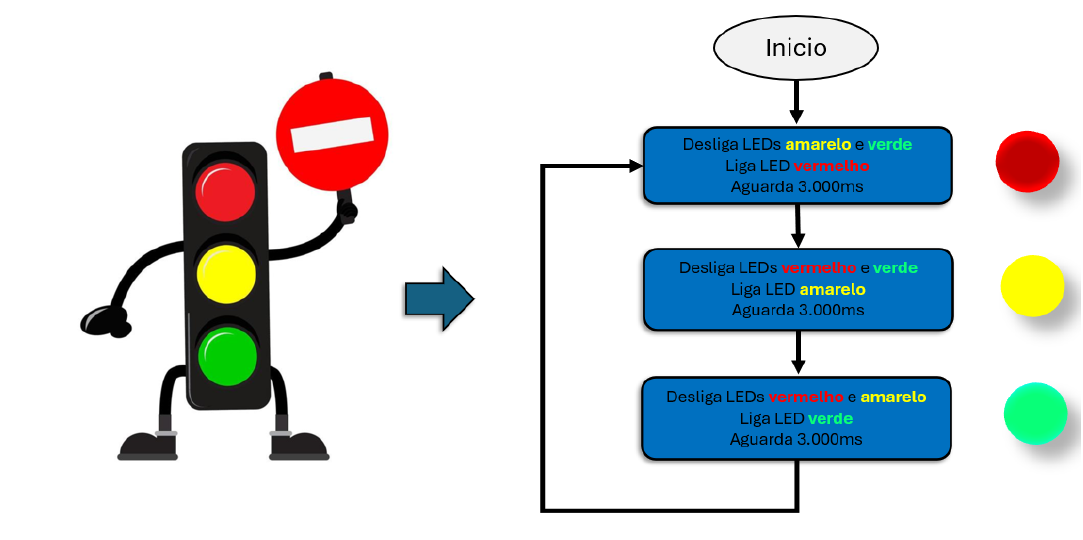 Inicio
Desliga LEDs amarelo e verde
Liga LED vermelho
Aguarda 3.000ms
Desliga LEDs vermelho e verde
Liga LED amarelo
Aguarda 3.000ms
Desliga LEDs vermelho e amarelo
Liga LED verde
Aguarda 3.000ms